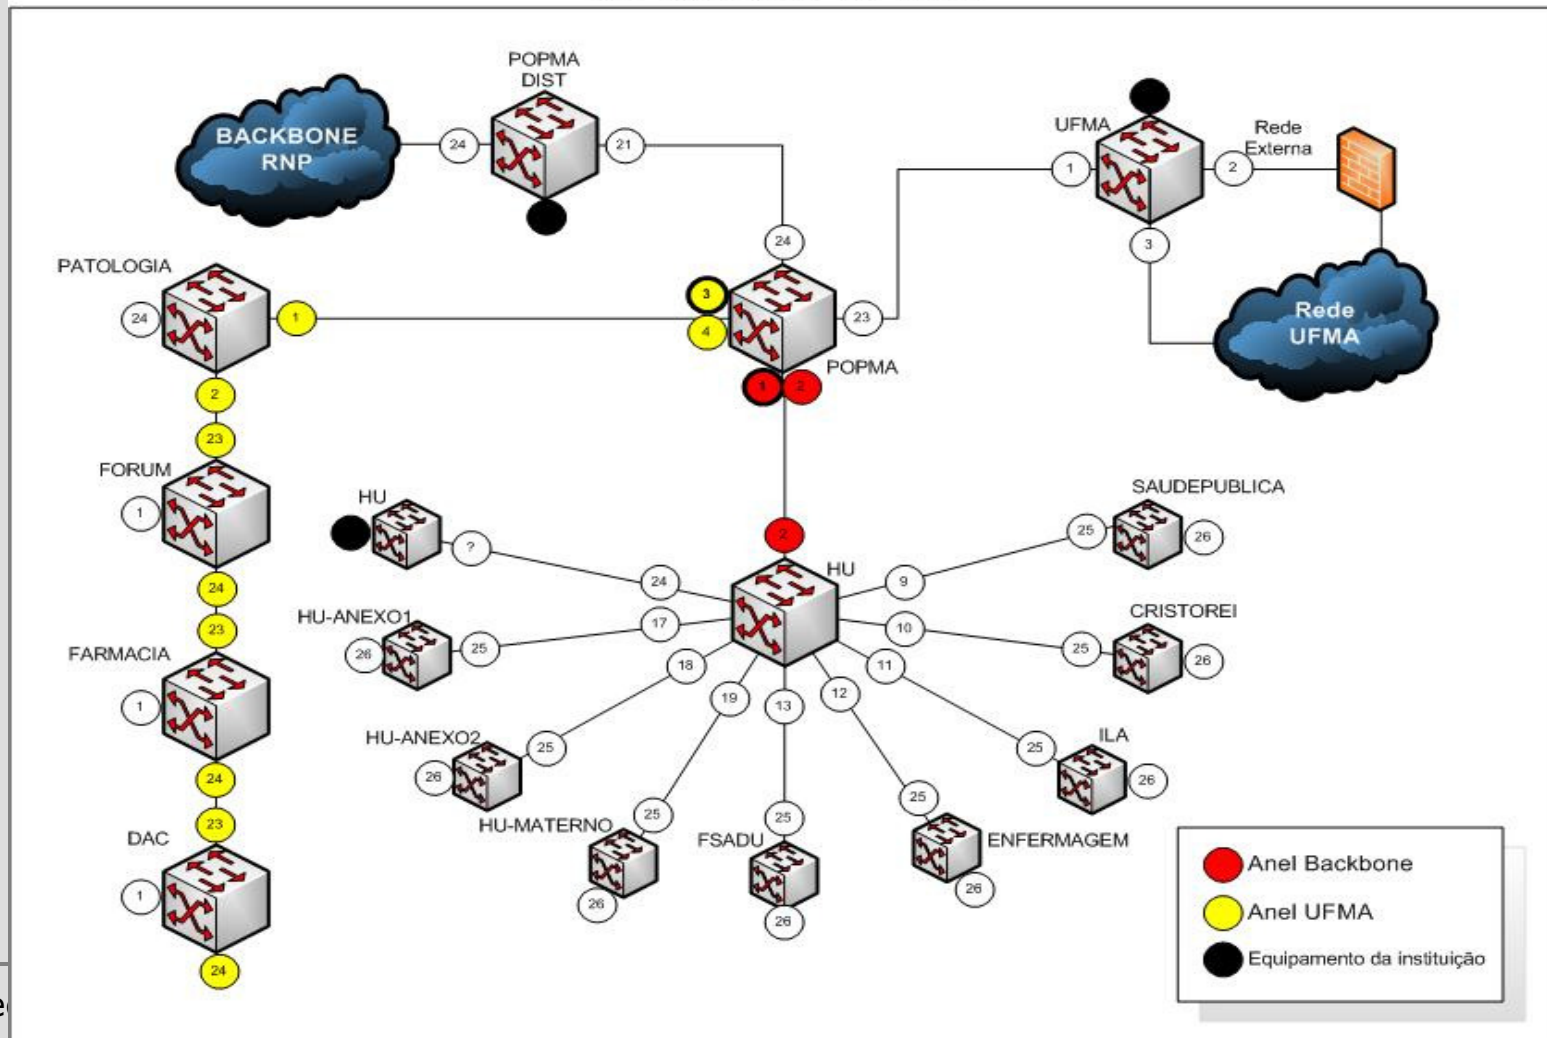 POPMA
DIST
BACKBONE
RNP
24
21
UFMA
1
2
Rede
Externa
3
Rede
UFMA
24
PATOLOGIA
24
1
3
4
23
POPMA
1
2
2
23
FORUM
1
24
23
FARMACIA
1
24
23
DAC
1
24
HU
?
24
2
HU
SAUDEPUBLICA
25
26
9
HU-ANEXO1
26
25
17
10
CRISTOREI
25
26
18
11
HU-ANEXO2
26
25
19
13
12
ILA
25
26
HU-MATERNO
25
26
FSADU
25
26
25
ENFERMAGEM
26
Anel Backbone
Anel UFMA
Equipamento da instituição